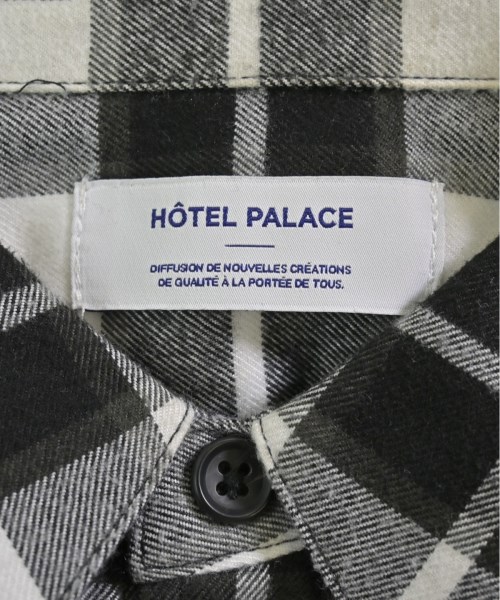 HÔTEL PALACE
DIFFUSION DE NOUVELLES CRÉATIONS
DE QUALITÉ À LA PORTÉE DE TOUS.